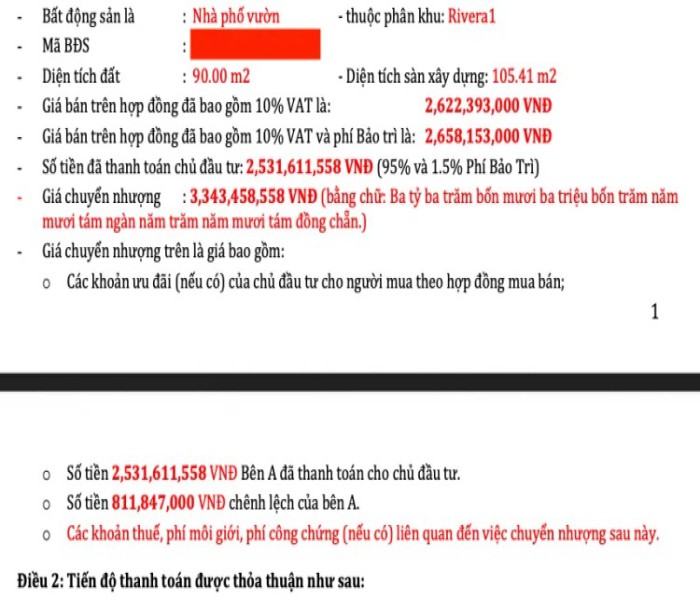 - Bất động sản là : Nhà phố vườn - thuộc phân khu: Rivera1
- Mã BĐS :
- Diện tích đất : 90.00 m2 - Diện tích sàn xây dựng: 105.41 m2
- Giá bán trên hợp đồng đã bao gồm 10% VAT là: 2,622,393,000 VNĐ
- Giá bán trên hợp đồng đã bao gồm 10% VAT và phí Bảo trì là: 2,658,153,000 VNĐ
- Số tiền đã thanh toán chủ đầu tư: 2,531,611,558 VNĐ (95% và 1.5% Phí Bảo Trì)
- Giá chuyển nhượng : 3,343,458,558 VNĐ (bằng chữ: Ba tỷ ba trăm bốn mươi ba triệu bốn trăm năm
mươi tám ngàn năm trăm năm mươi tám đồng chẵn.)
- Giá chuyển nhượng trên là giá bao gồm:
o Các khoản ưu đãi (nếu có) của chủ đầu tư cho người mua theo hợp đồng mua bán;
1
o Số tiền 2,531,611,558 VNĐ Bên A đã thanh toán cho chủ đầu tư.
o Số tiền 811,847,000 VNĐ chênh lệch của bên A.
o Các khoản thuế, phí môi giới, phí công chứng (nếu có) liên quan đến việc chuyển nhượng sau này.
Điều 2: Tiến độ thanh toán được thỏa thuận như sau: